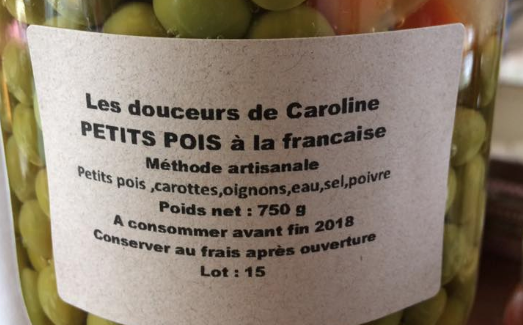 Les douceurs de Caroline
PETITS POIS à la francaise
Méthode artisanale
Petits pois ,carottes,oignons,eau,sel,poivre
Poids net : 750 g
A consommer avant fin 2018
Conserver au frais après ouverture
Lot : 15